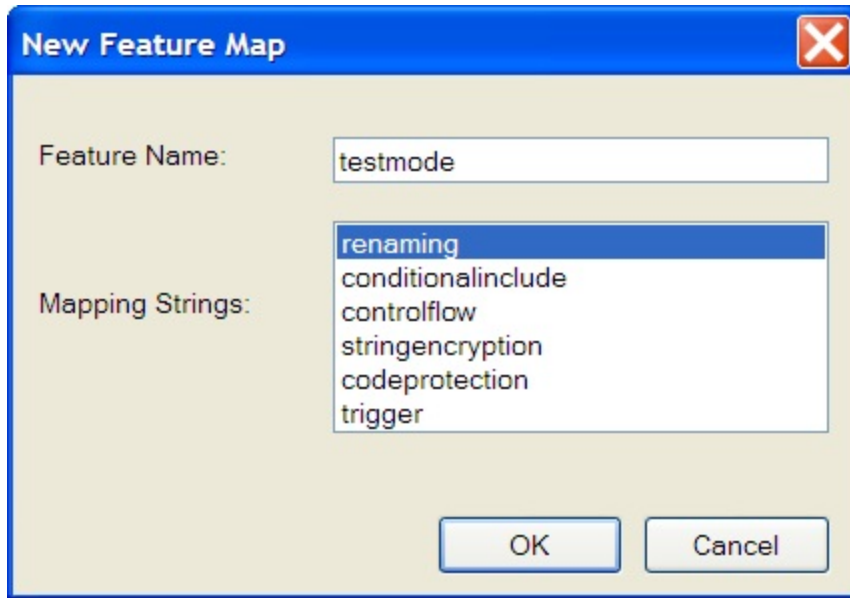 New Feature Map
Feature Name:
testmode
Mapping Strings:
renaming
conditionalinclude
controlflow
stringencryption
codeprotection
trigger
OK
Cancel